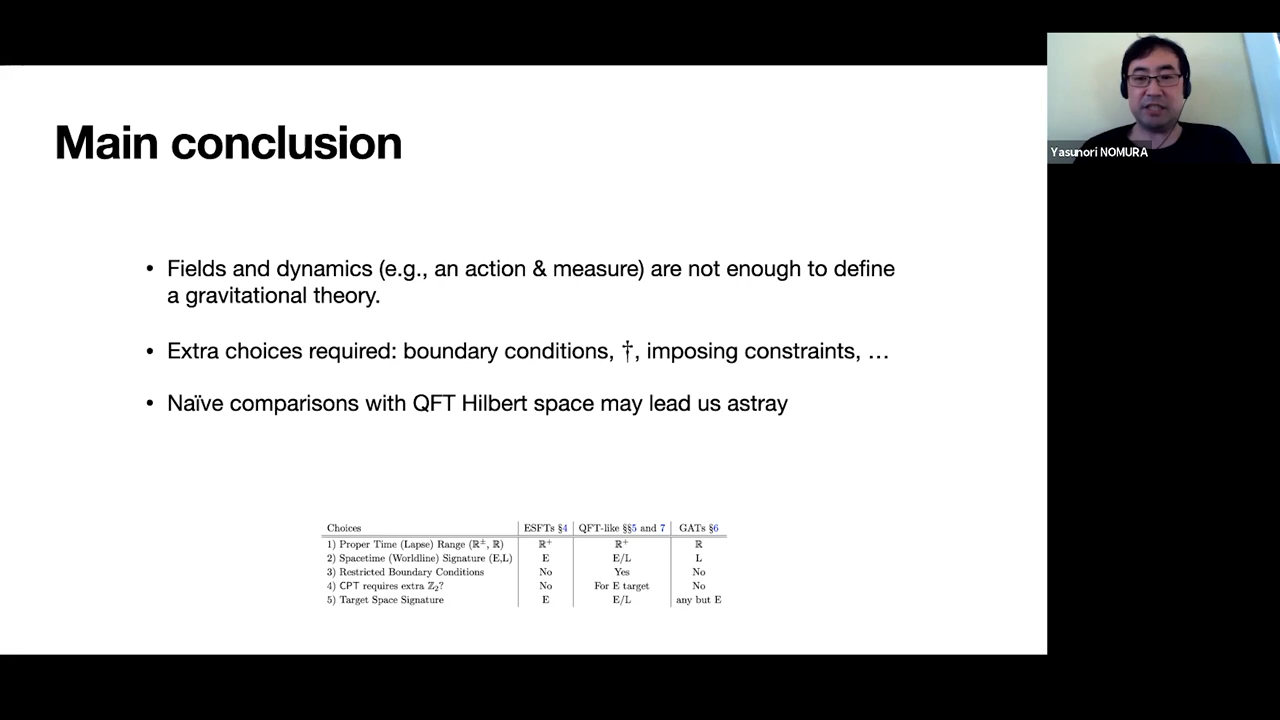 Main conclusion
Yasunori NOMURA
• Fields and dynamics (e.g., an action & measure) are not enough to define
a gravitational theory.
• Extra choices required: boundary conditions, †, imposing constraints, …
• Naïve comparisons with QFT Hilbert space may lead us astray
Choices ESFTs §4 QFT-like §§5 and 7 GATs §6
1) Proper Time (Lapse) Range (ℝ±, ℝ) ℝ+ ℝ+ ℝ
2) Spacetime (Worldline) Signature (E,L) E E/L L
3) Restricted Boundary Conditions No Yes No
4) CPT requires extra ℤ₂? No For E target No
5) Target Space Signature E E/L any but E